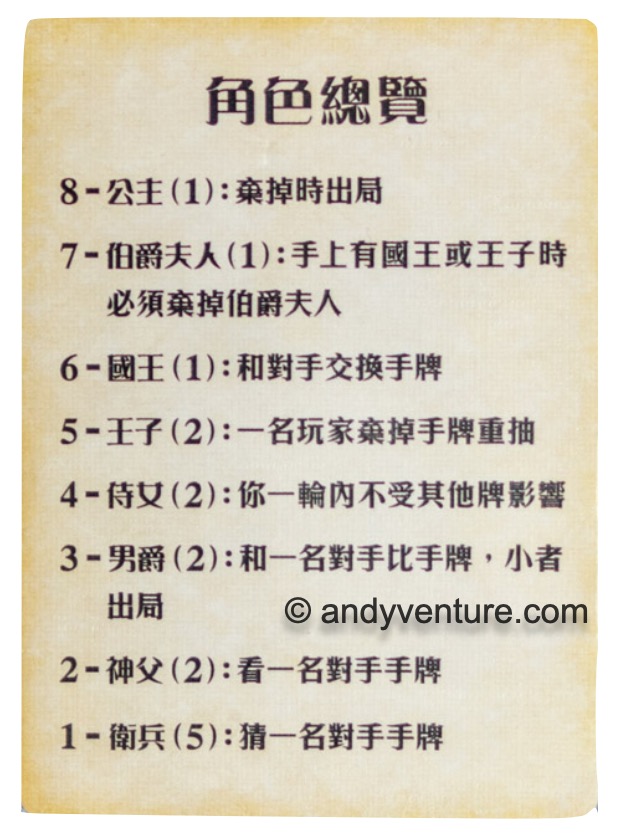 角色總覽
8-公主(1):棄掉時出局
7-伯爵夫人(1):手上有國王或王子時
必須棄掉伯爵夫人
6-國王(1):和對手交換手牌
5-王子(2):一名玩家棄掉手牌重抽
4-侍女(2):你一輪內不受其他牌影響
3-男爵(2):和一名對手比手牌,小者
出局
© andyventure.com
2-神父(2):看一名對手手牌
1-衛兵(5):猜一名對手手牌